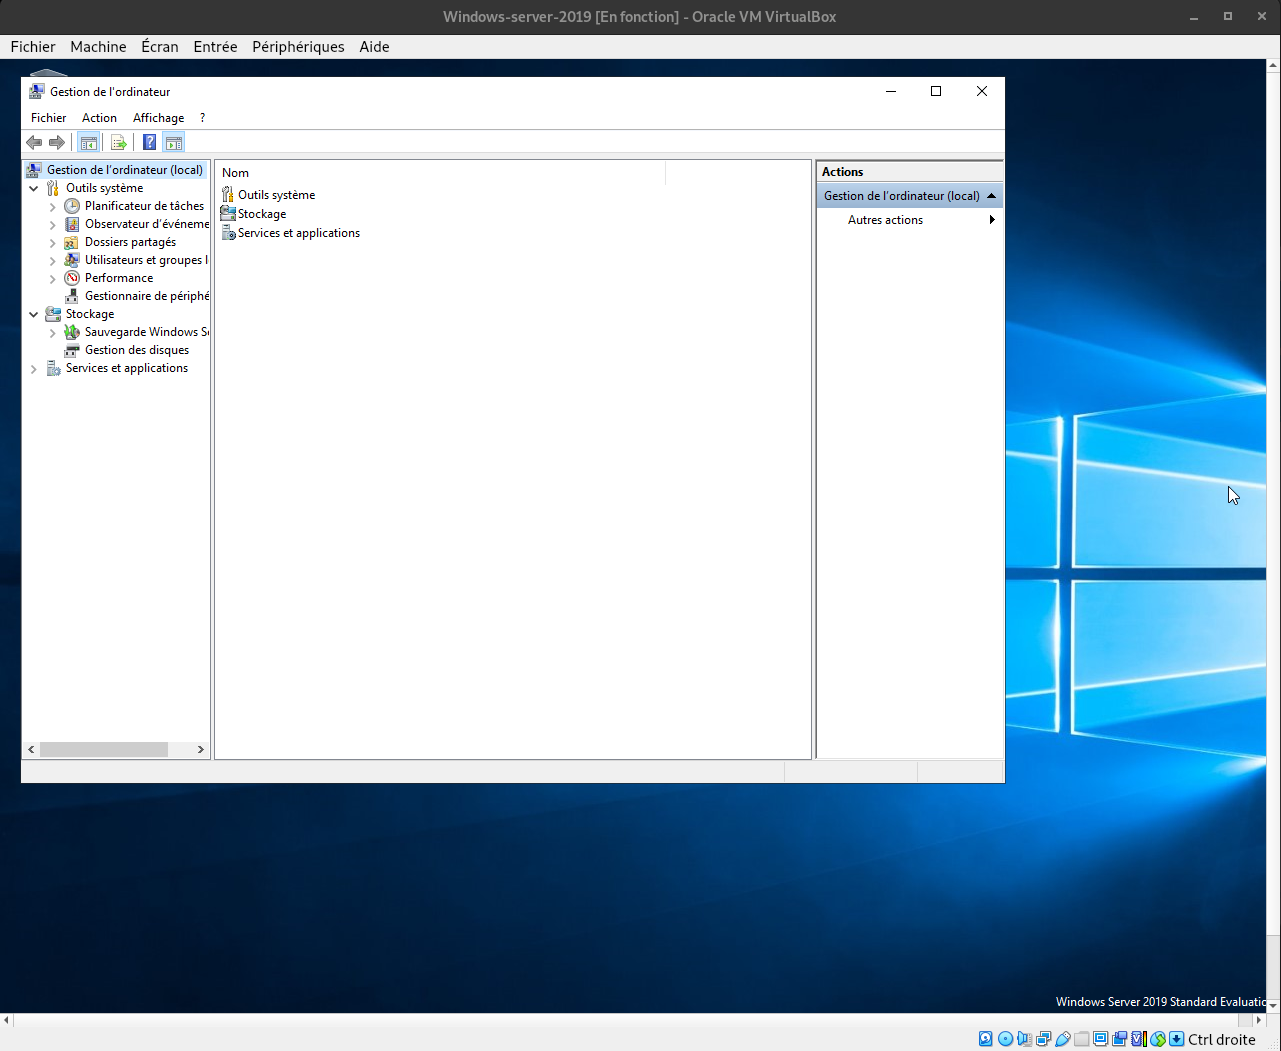 Windows-server-2019 [En fonction] - Oracle VM VirtualBox
Fichier Machine Écran Entrée Périphériques Aide
Gestion de l'ordinateur
Fichier Action Affichage ?
Gestion de l'ordinateur (local)
Outils système
Planificateur de tâches
Observateur d'événeme
Dossiers partagés
Utilisateurs et groupes l
Performance
Gestionnaire de périphé
Stockage
Sauvegarde Windows Se
Gestion des disques
Services et applications
Nom
Outils système
Stockage
Services et applications
Actions
Gestion de l'ordinateur (local)
Autres actions
Windows Server 2019 Standard Evaluatio
Ctrl droite